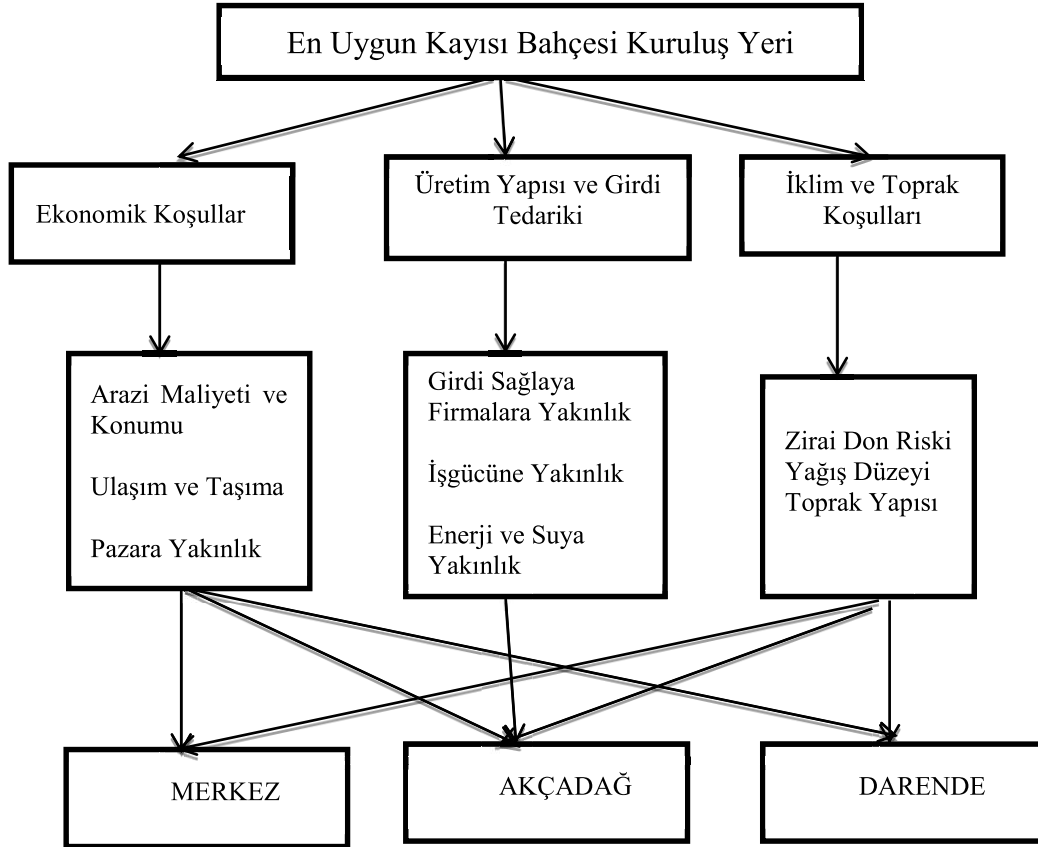 En Uygun Kayısı Bahçesi Kuruluş Yeri
Ekonomik Koşullar
Üretim Yapısı ve Girdi
Tedariki
İklim ve Toprak
Koşulları
Arazi Maliyeti ve
Konumu
Ulaşım ve Taşıma
Pazara Yakınlık
Girdi Sağlaya
Firmalara Yakınlık
İşgücüne Yakınlık
Enerji ve Suya
Yakınlık
Zirai Don Riski
Yağış Düzeyi
Toprak Yapısı
MERKEZ
AKÇADAĞ
DARENDE